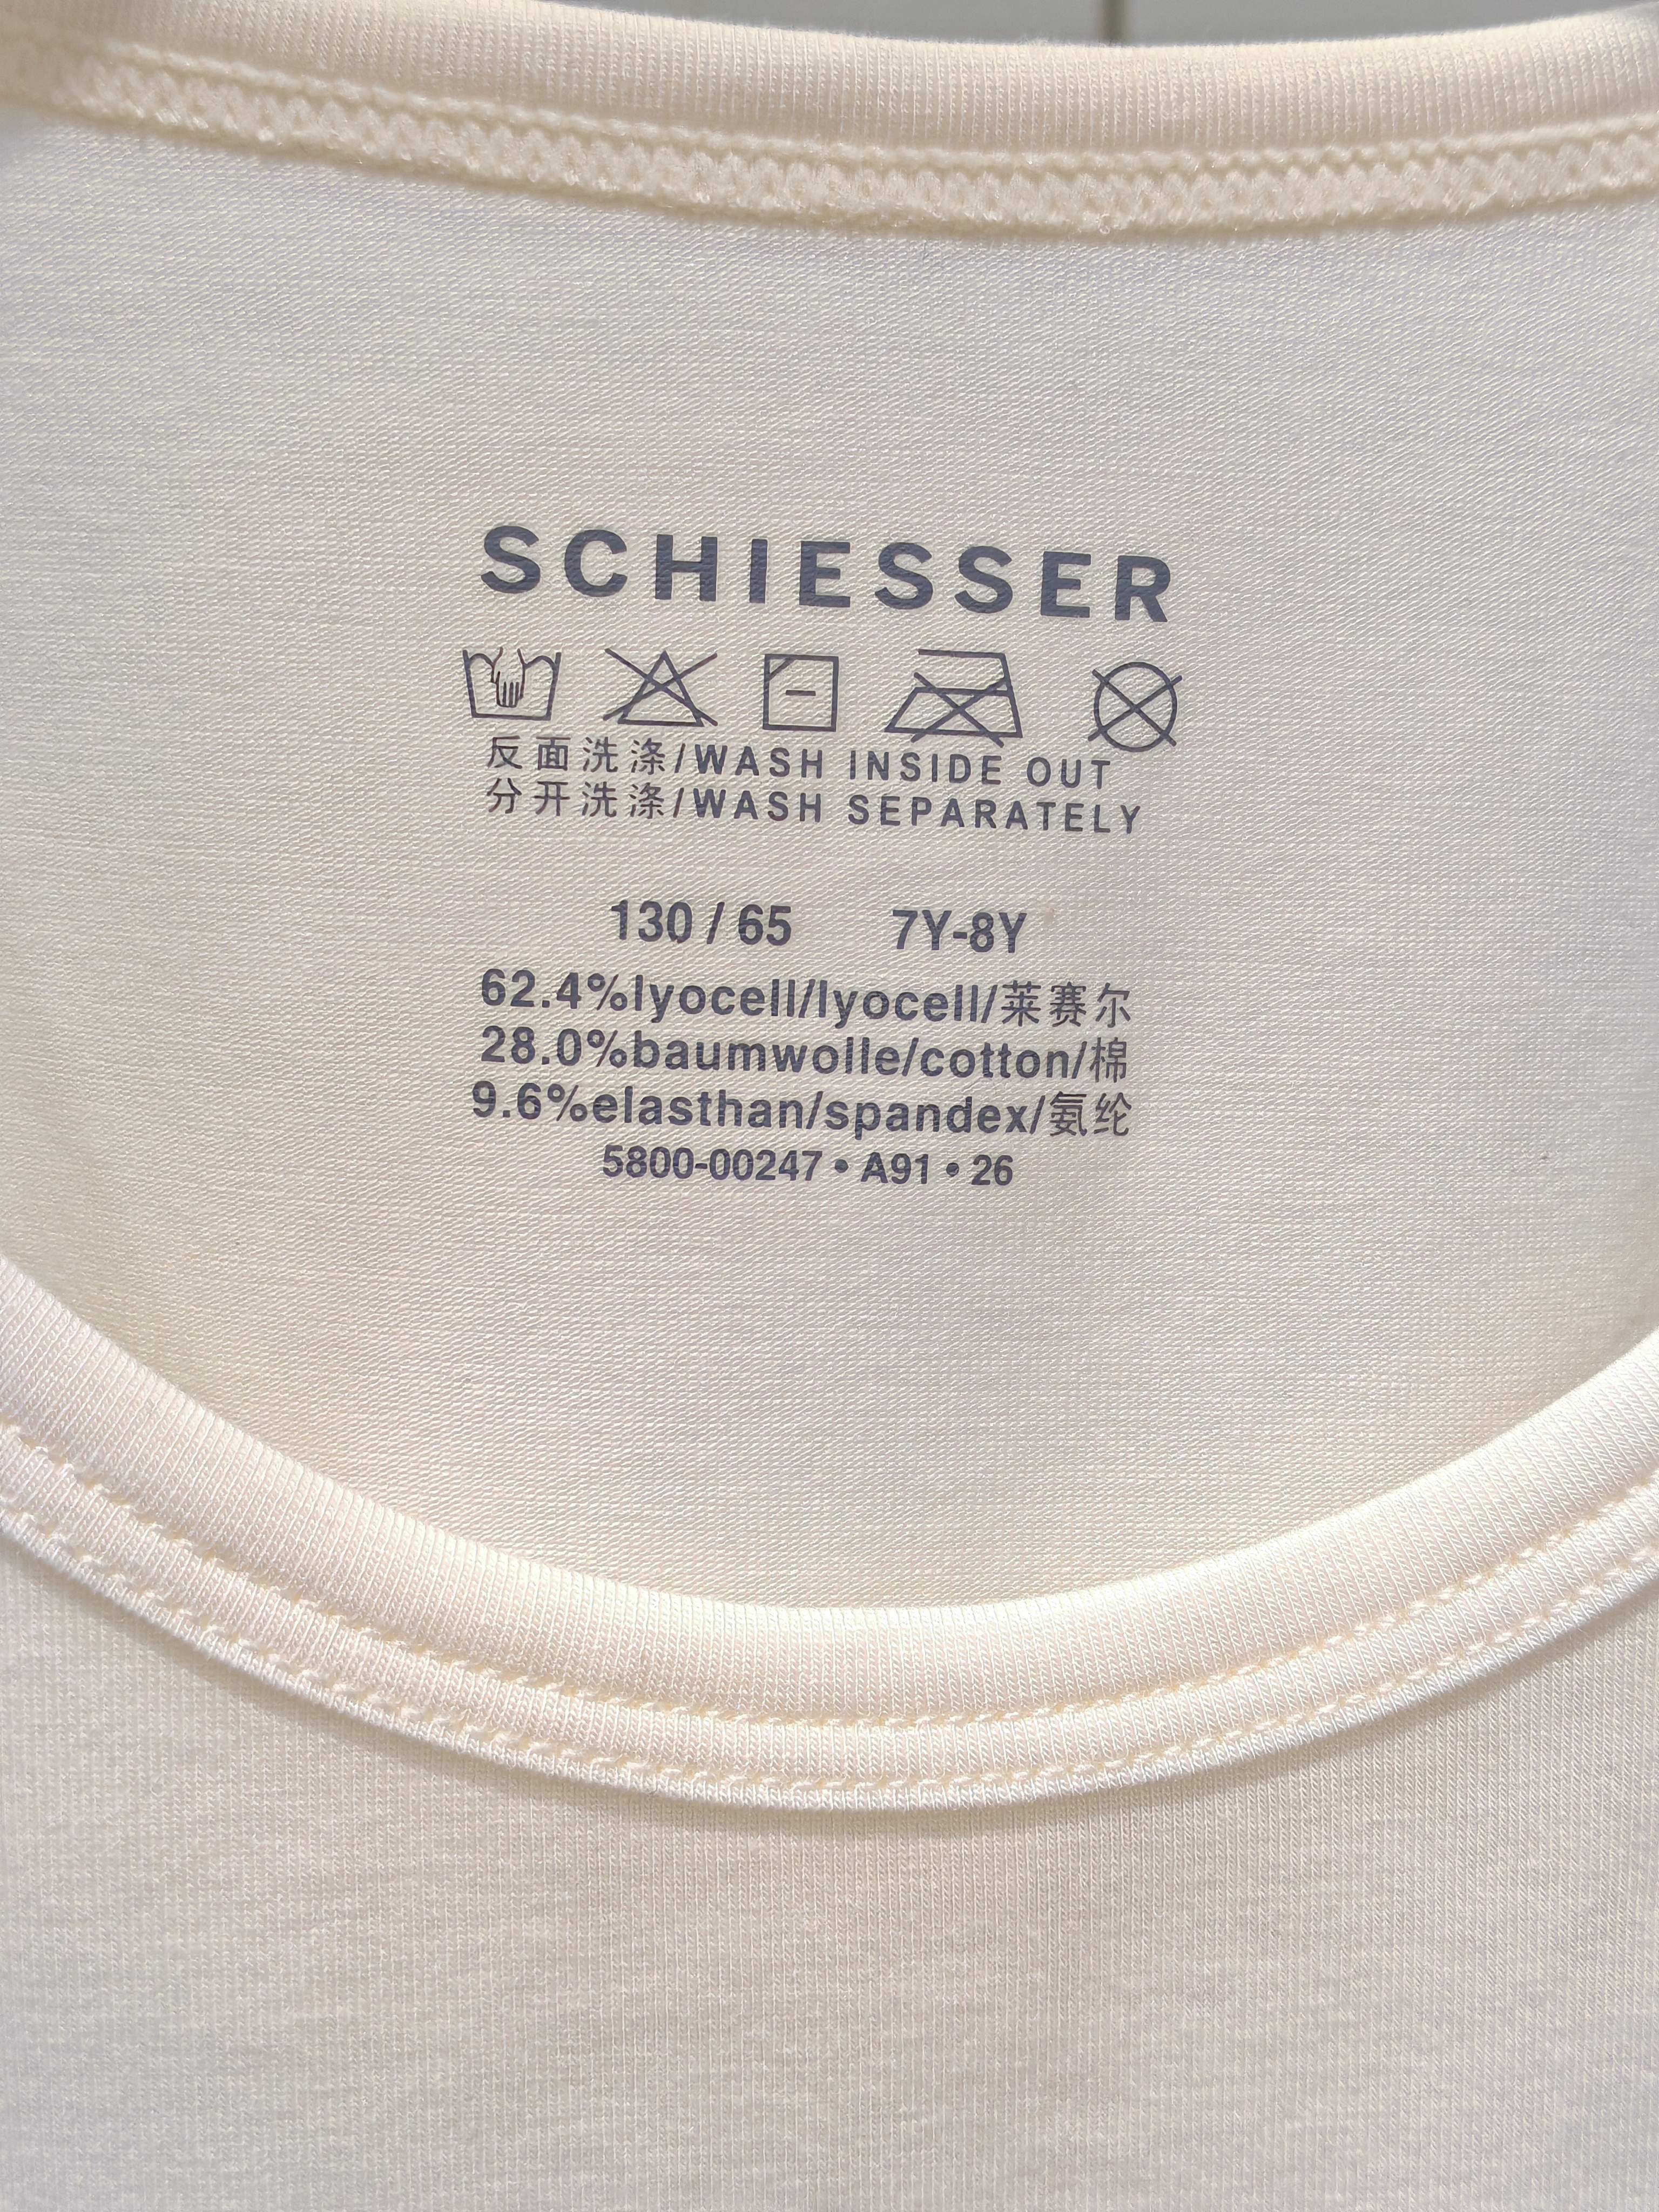 SCHIESSER
反面洗涤/WASH INSIDE OUT
分开洗涤/WASH SEPARATELY
130 / 65 7Y-8Y
62.4%lyocell/lyocell/莱赛尔
28.0%baumwolle/cotton/棉
9.6%elasthan/spandex/氨纶
5800-00247 • A91 • 26